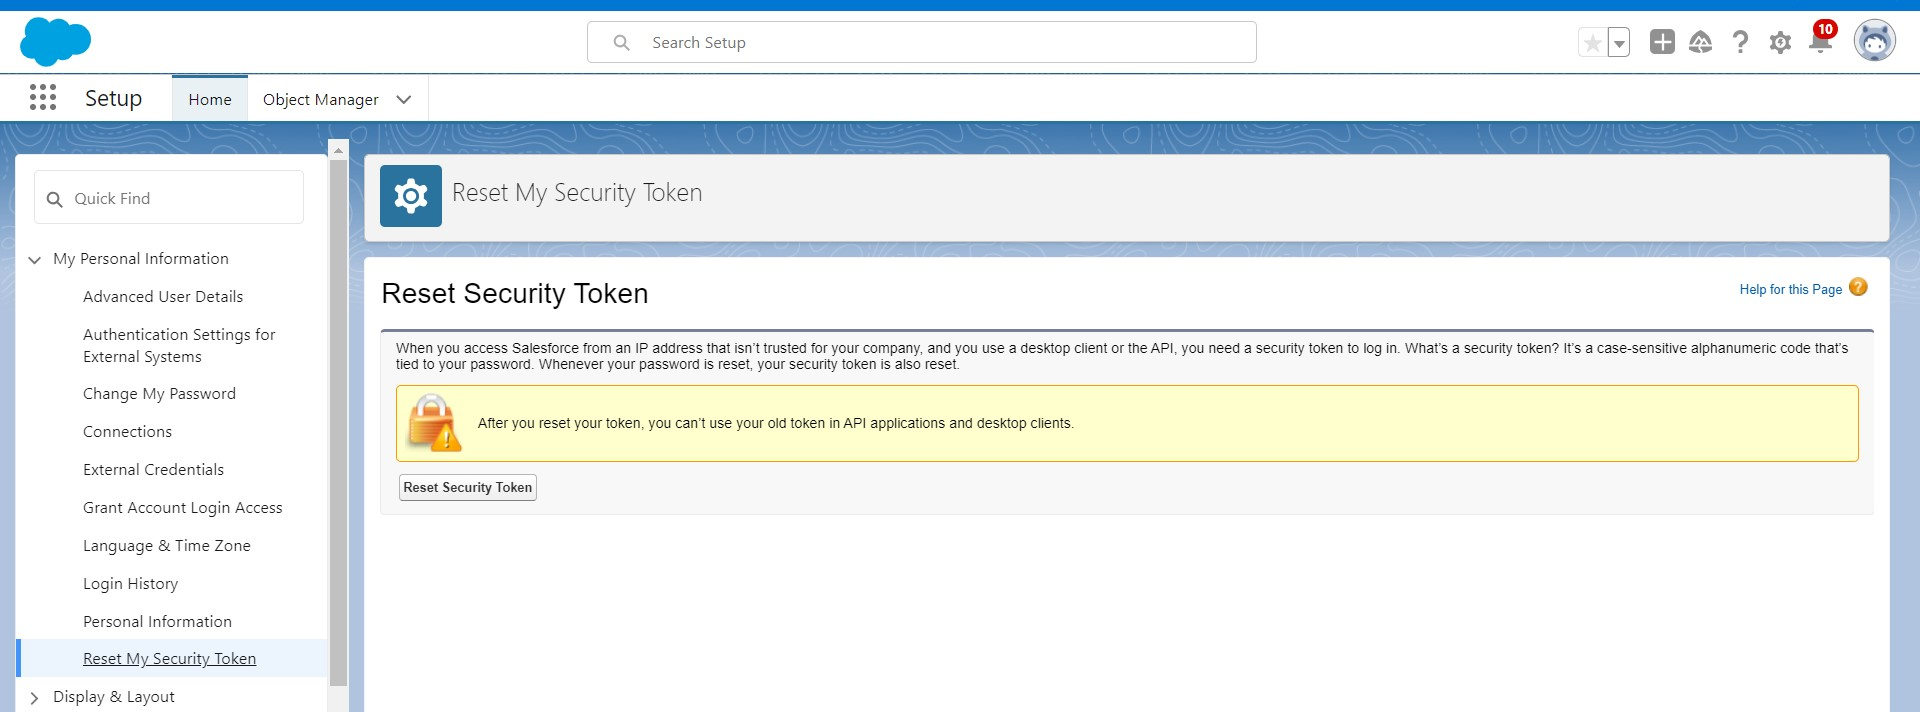 Search Setup
10
Setup
Home
Object Manager
Quick Find
My Personal Information
Advanced User Details
Authentication Settings for
External Systems
Change My Password
Connections
External Credentials
Grant Account Login Access
Language & Time Zone
Login History
Personal Information
Reset My Security Token
Display & Layout
Reset My Security Token
Reset Security Token
Help for this Page ?
When you access Salesforce from an IP address that isn’t trusted for your company, and you use a desktop client or the API, you need a security token to log in. What’s a security token? It’s a case-sensitive alphanumeric code that’s
tied to your password. Whenever your password is reset, your security token is also reset.
After you reset your token, you can’t use your old token in API applications and desktop clients.
Reset Security Token